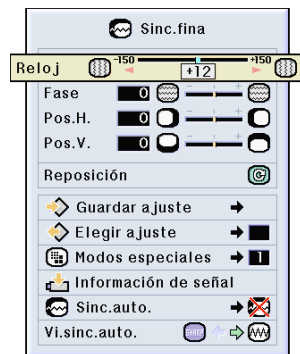 Sinc.fina
Reloj -150 +12 +150
Fase 0
Pos.H. 0
Pos.V. 0
Reposición
Guardar ajuste
Elegir ajuste
Modos especiales 1
Información de señal
Sinc.auto.
Vi.sinc.auto.